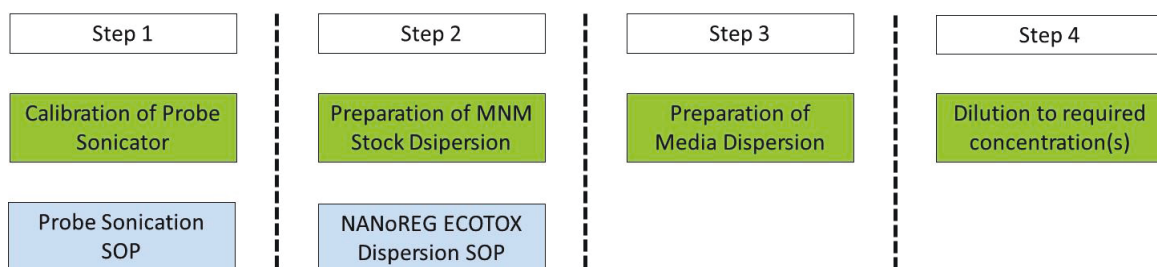 Step 1
Step 2
Step 3
Step 4
Calibration of Probe
Sonicator
Preparation of MNM
Stock Dsipersion
Preparation of
Media Dispersion
Dilution to required
concentration(s)
Probe Sonication
SOP
NANoREG ECOTOX
Dispersion SOP